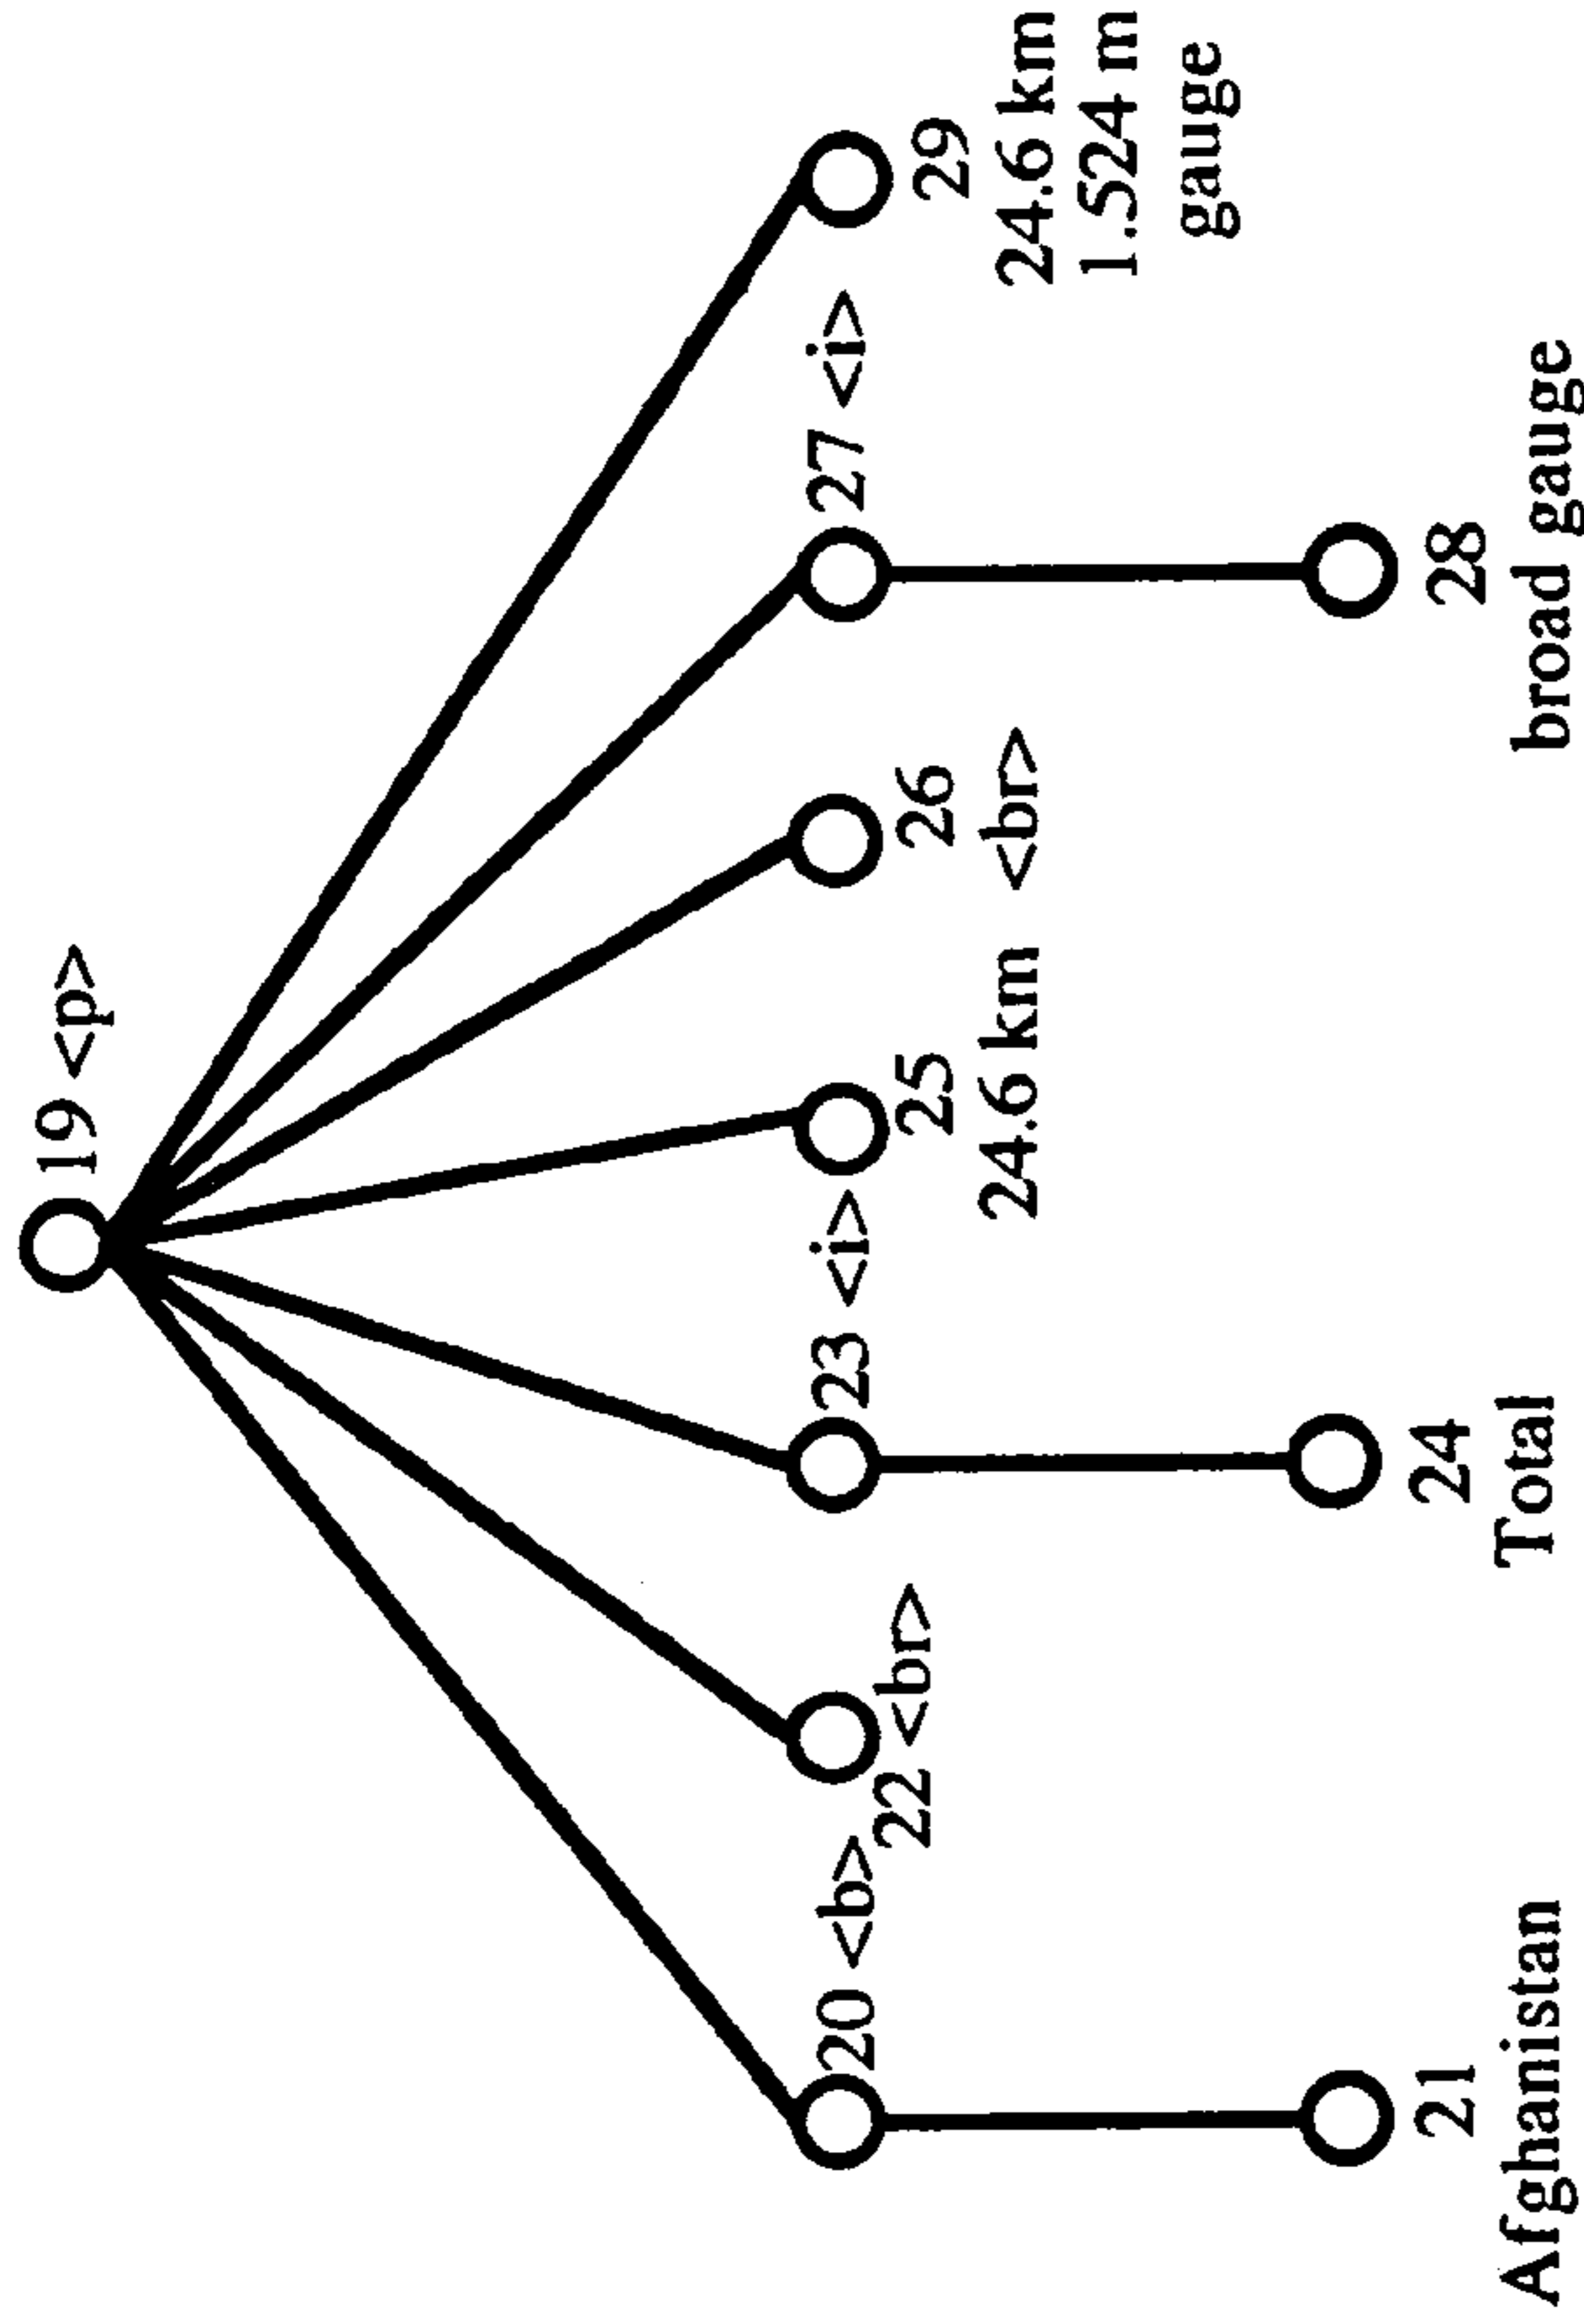 19 <p>
20 <b>
22 <br>
23 <i>
25
24.6 km
26
<br>
27 <i>
29
24.6 km
1.524 m
gauge
21
Afghanistan
24
Total
28
broad gauge